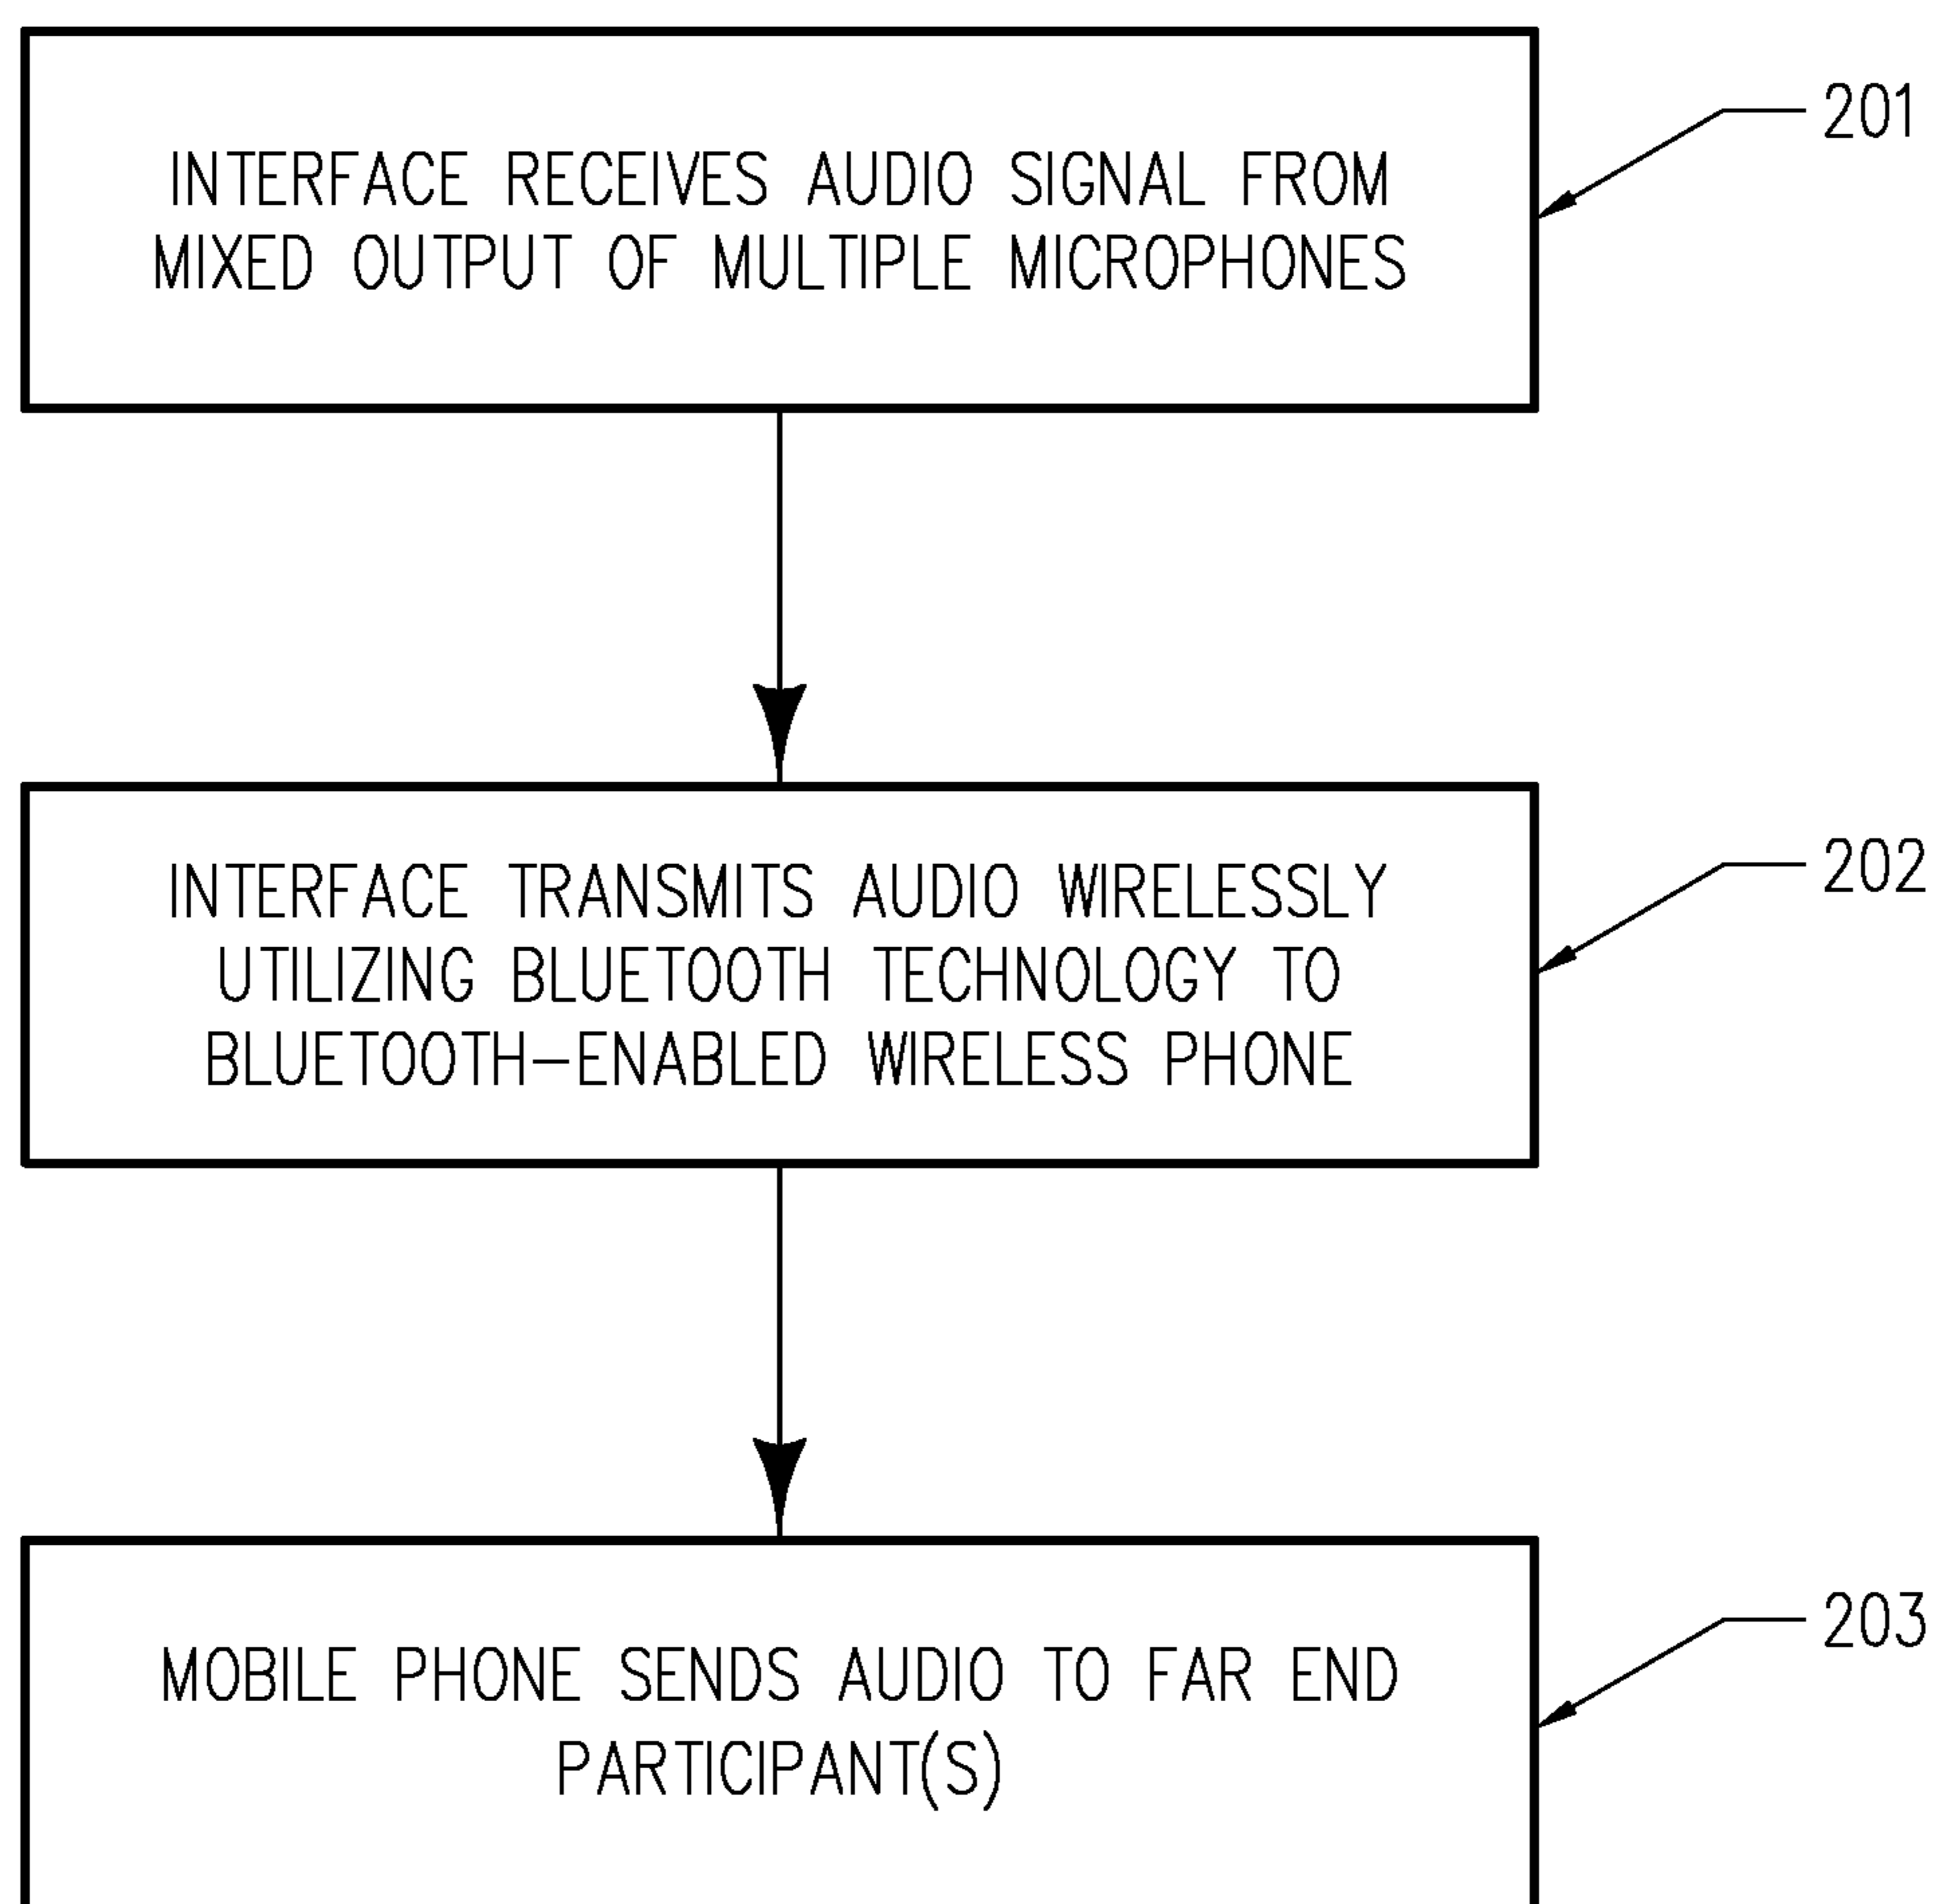 INTERFACE RECEIVES AUDIO SIGNAL FROM
MIXED OUTPUT OF MULTIPLE MICROPHONES
201
INTERFACE TRANSMITS AUDIO WIRELESSLY
UTILIZING BLUETOOTH TECHNOLOGY TO
BLUETOOTH-ENABLED WIRELESS PHONE
202
MOBILE PHONE SENDS AUDIO TO FAR END
PARTICIPANT(S)
203